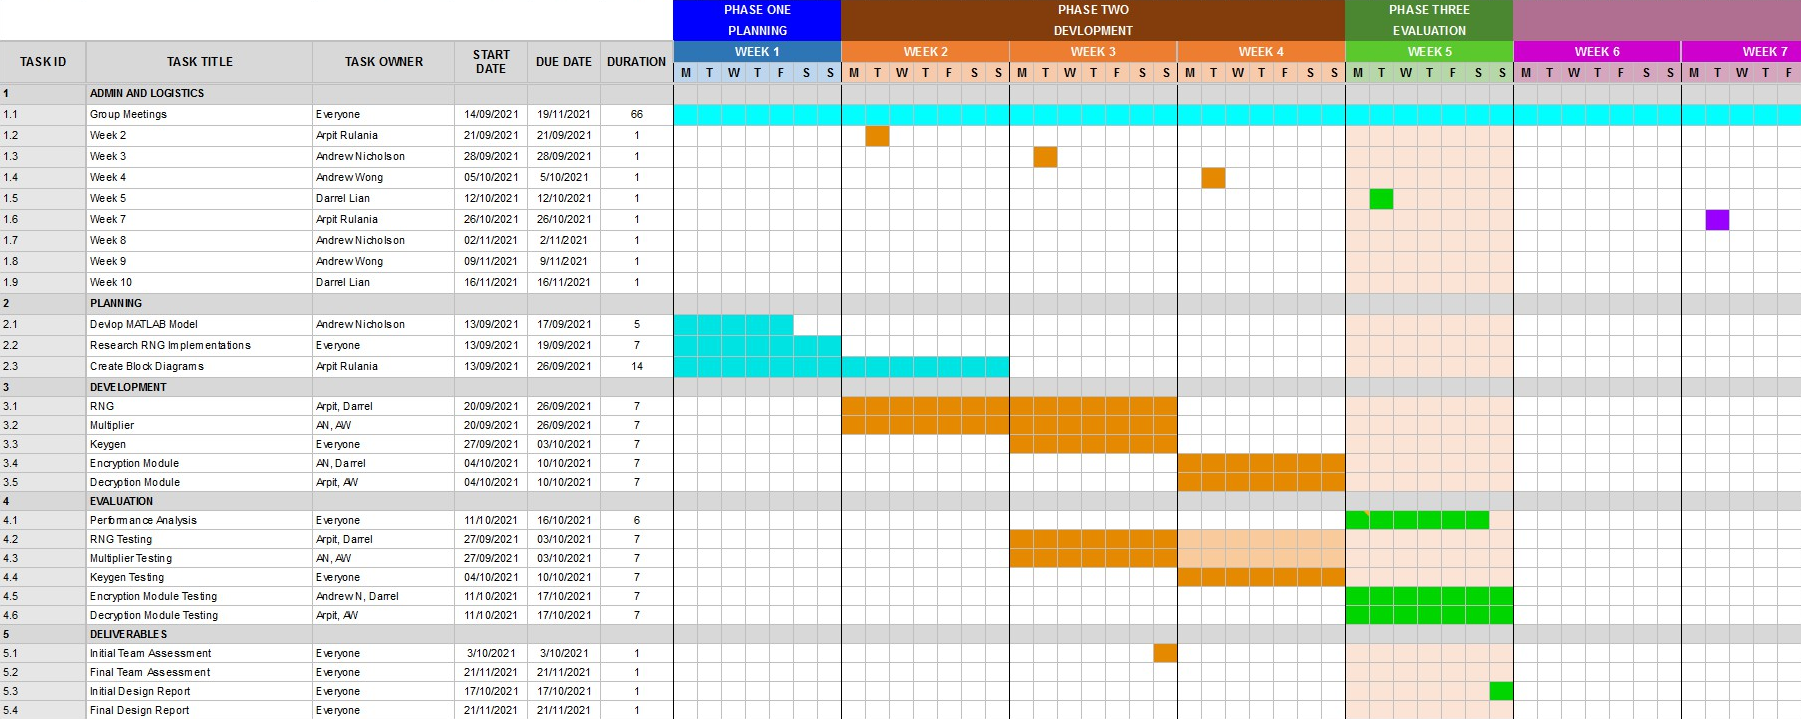 PHASE ONE PHASE TWO PHASE THREE
PLANNING DEVLOPMENT EVALUATION
TASK ID TASK TITLE TASK OWNER START DATE DUE DATE DURATION WEEK 1 WEEK 2 WEEK 3 WEEK 4 WEEK 5 WEEK 6 WEEK 7
M T W T F S S M T W T F S S M T W T F S S M T W T F S S M T W T F S S M T W T F S S M T W T F
1 ADMIN AND LOGISTICS
1.1 Group Meetings Everyone 14/09/2021 19/11/2021 66
1.2 Week 2 Arpit Rulania 21/09/2021 21/09/2021 1
1.3 Week 3 Andrew Nicholson 28/09/2021 28/09/2021 1
1.4 Week 4 Andrew Wong 05/10/2021 5/10/2021 1
1.5 Week 5 Darrel Lian 12/10/2021 12/10/2021 1
1.6 Week 7 Arpit Rulania 26/10/2021 26/10/2021 1
1.7 Week 8 Andrew Nicholson 02/11/2021 2/11/2021 1
1.8 Week 9 Andrew Wong 09/11/2021 9/11/2021 1
1.9 Week 10 Darrel Lian 16/11/2021 16/11/2021 1
2 PLANNING
2.1 Devlop MATLAB Model Andrew Nicholson 13/09/2021 17/09/2021 5
2.2 Research RNG Implementations Everyone 13/09/2021 19/09/2021 7
2.3 Create Block Diagrams Arpit Rulania 13/09/2021 26/09/2021 14
3 DEVELOPMENT
3.1 RNG Arpit, Darrel 20/09/2021 26/09/2021 7
3.2 Multiplier AN, AW 20/09/2021 26/09/2021 7
3.3 Keygen Everyone 27/09/2021 03/10/2021 7
3.4 Encryption Module AN, Darrel 04/10/2021 10/10/2021 7
3.5 Decryption Module Arpit, AW 04/10/2021 10/10/2021 7
4 EVALUATION
4.1 Performance Analysis Everyone 11/10/2021 16/10/2021 6
4.2 RNG Testing Arpit, Darrel 27/09/2021 03/10/2021 7
4.3 Multiplier Testing AN, AW 27/09/2021 03/10/2021 7
4.4 Keygen Testing Everyone 04/10/2021 10/10/2021 7
4.5 Encryption Module Testing Andrew N, Darrel 11/10/2021 17/10/2021 7
4.6 Decryption Module Testing Arpit, AW 11/10/2021 17/10/2021 7
5 DELIVERABLES
5.1 Initial Team Assessment Everyone 3/10/2021 3/10/2021 1
5.2 Final Team Assessment Everyone 21/11/2021 21/11/2021 1
5.3 Initial Design Report Everyone 17/10/2021 17/10/2021 1
5.4 Final Design Report Everyone 21/11/2021 21/11/2021 1